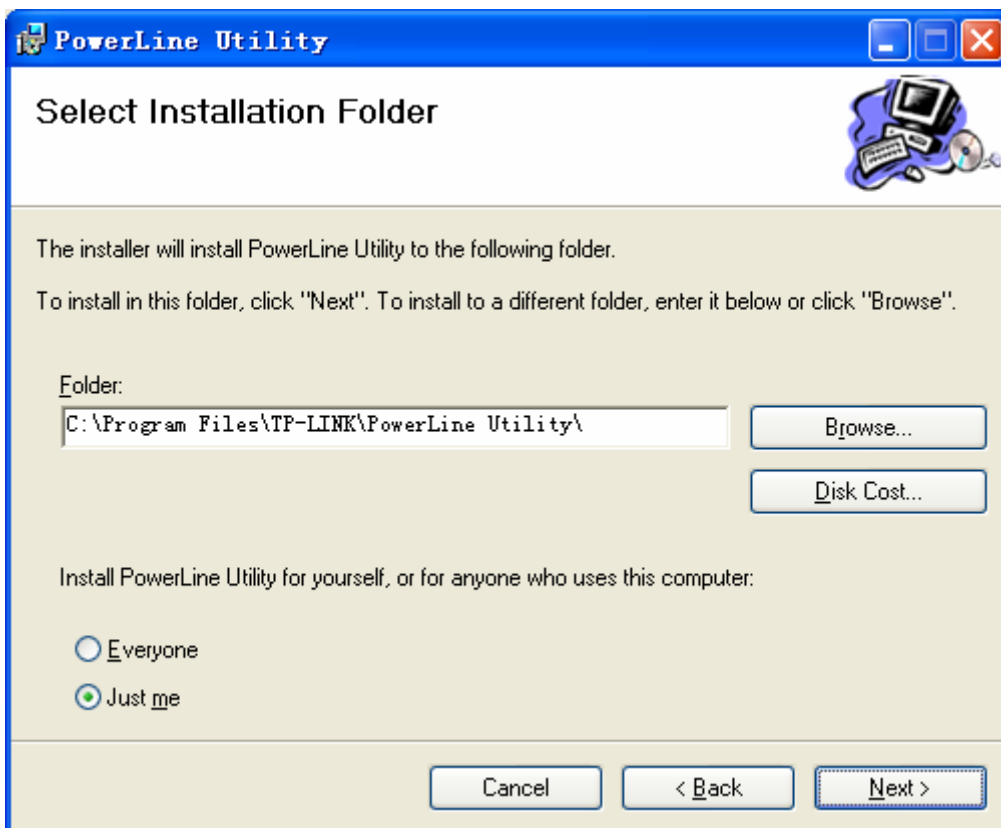 PowerLine Utility
Select Installation Folder
The installer will install PowerLine Utility to the following folder.
To install in this folder, click "Next". To install to a different folder, enter it below or click "Browse".
Folder:
C:\Program Files\TP-LINK\PowerLine Utility\
Browse...
Disk Cost...
Install PowerLine Utility for yourself, or for anyone who uses this computer:
Everyone
Just me
Cancel < Back Next >